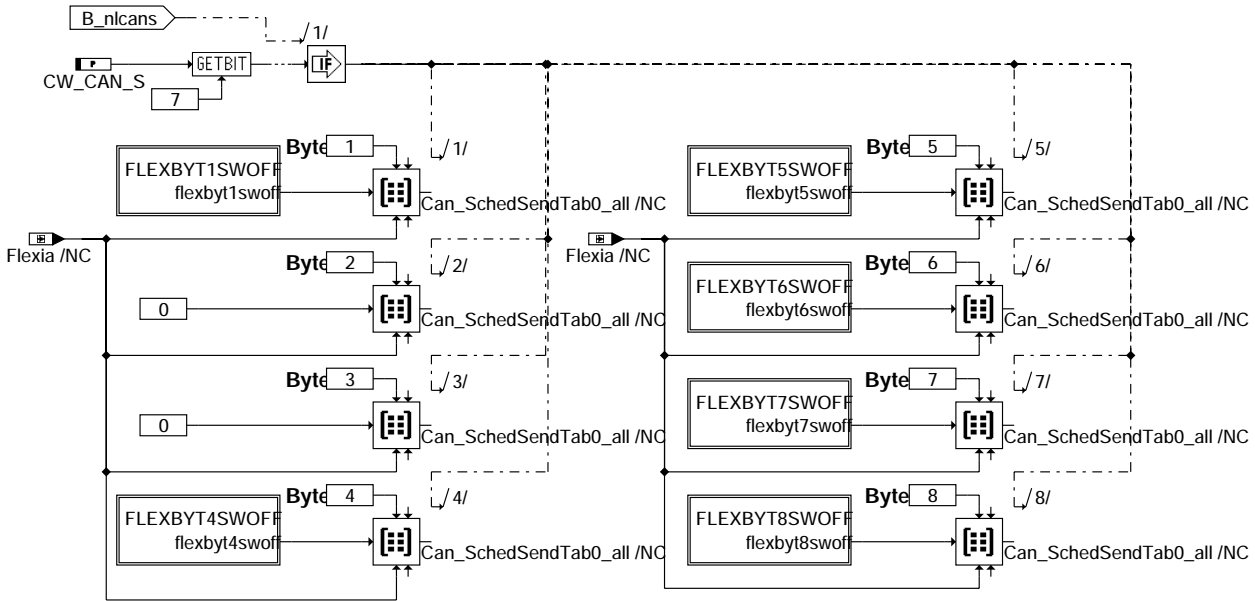 B_nlcans
/1/
P
GETBIT
IF
CW_CAN_S
7
Byte 1
/1/
FLEXBYT1SWOFF
flexbyt1swoff
Can_SchedSendTab0_all /NC
Flexia /NC
Byte 2
/2/
0
Can_SchedSendTab0_all /NC
Byte 3
/3/
0
Can_SchedSendTab0_all /NC
Byte 4
/4/
FLEXBYT4SWOFF
flexbyt4swoff
Can_SchedSendTab0_all /NC
Byte 5
/5/
FLEXBYT5SWOFF
flexbyt5swoff
Can_SchedSendTab0_all /NC
Flexia /NC
Byte 6
/6/
FLEXBYT6SWOFF
flexbyt6swoff
Can_SchedSendTab0_all /NC
Byte 7
/7/
FLEXBYT7SWOFF
flexbyt7swoff
Can_SchedSendTab0_all /NC
Byte 8
/8/
FLEXBYT8SWOFF
flexbyt8swoff
Can_SchedSendTab0_all /NC